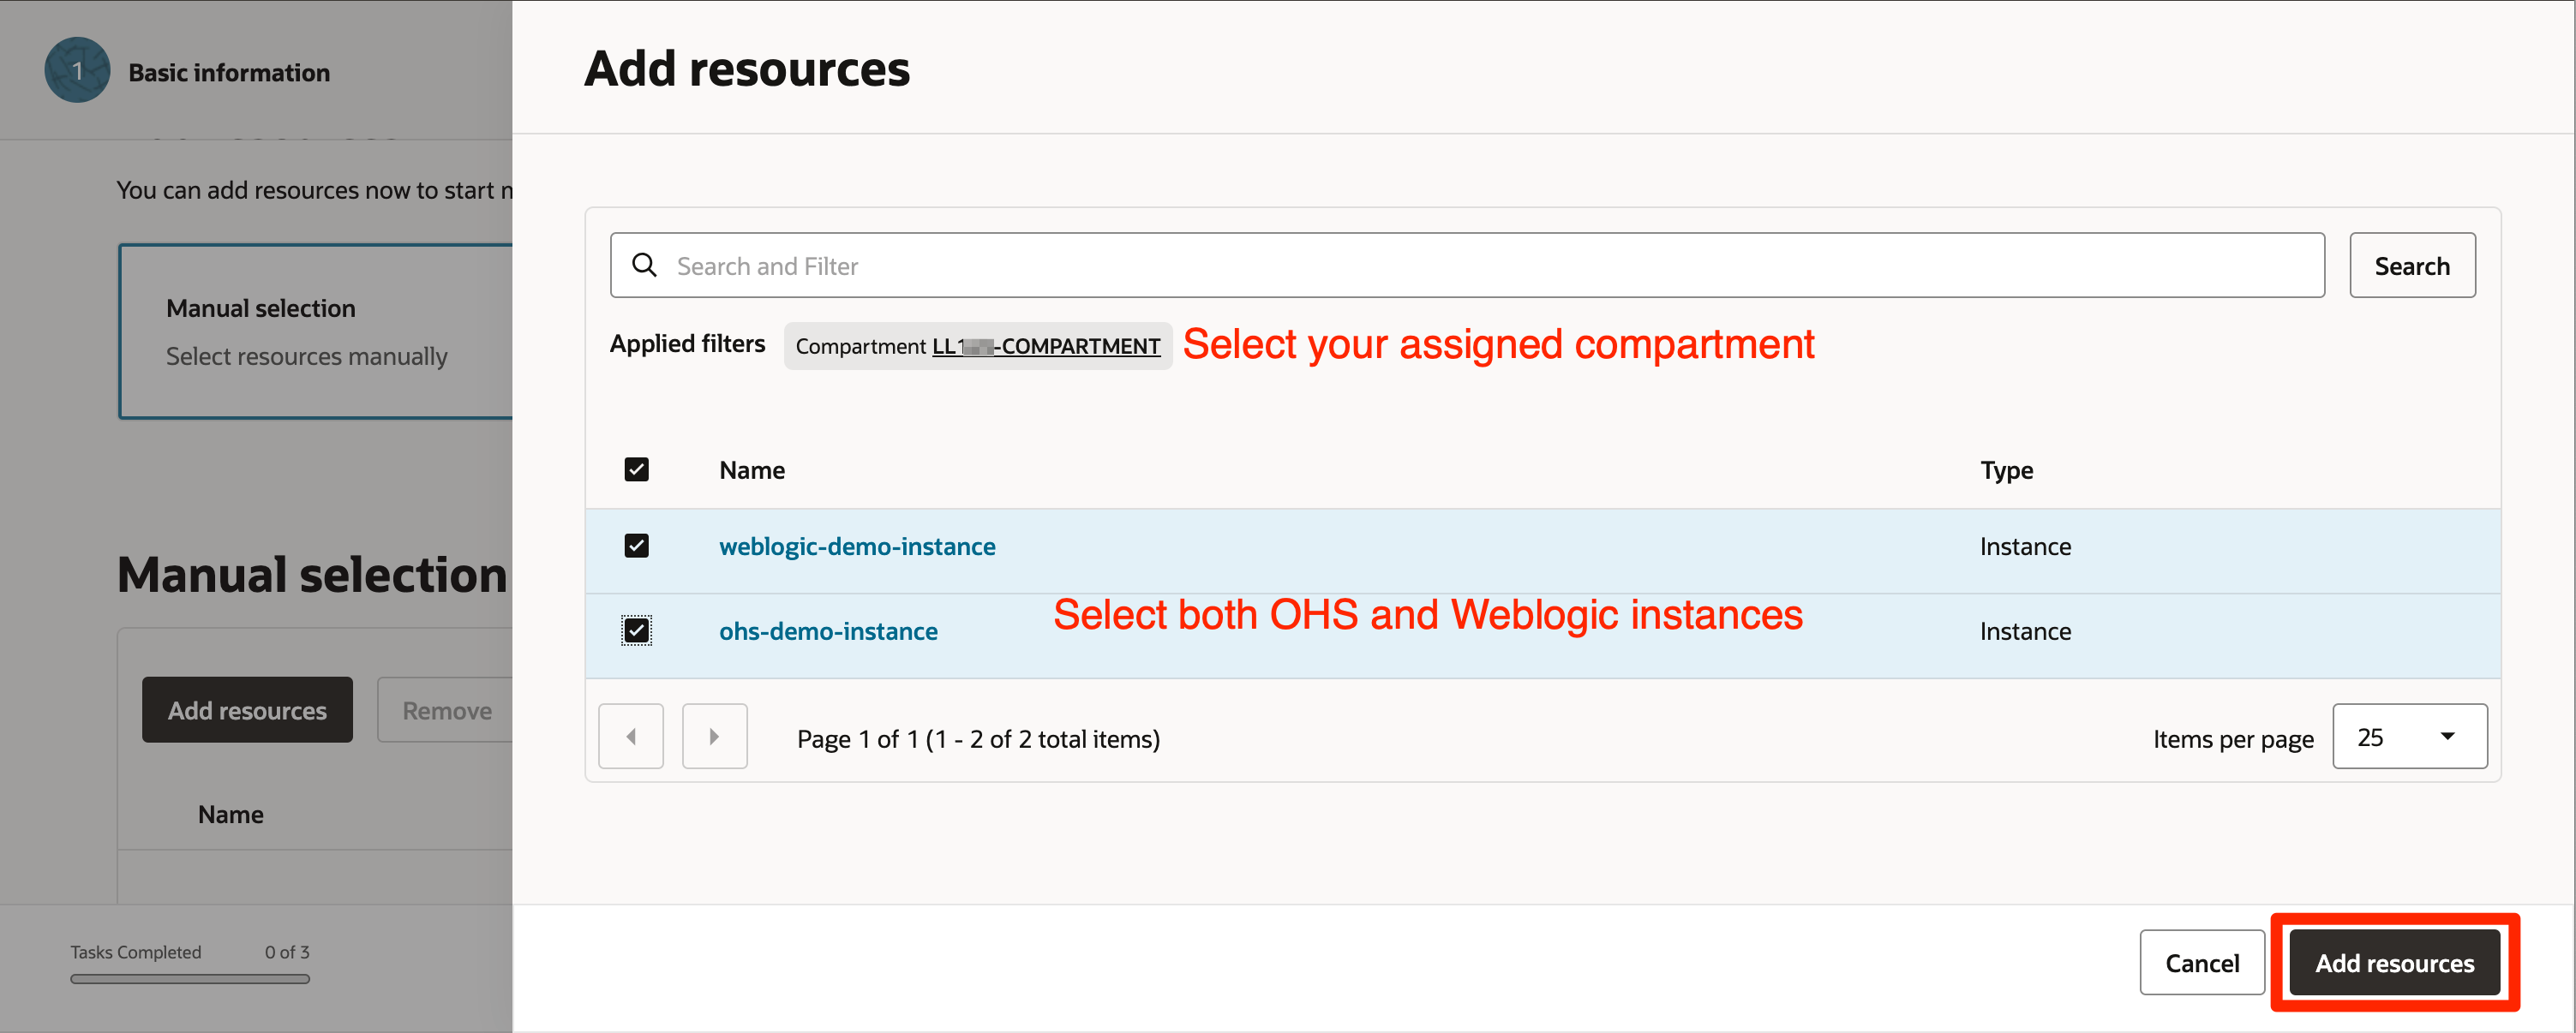 1
Basic information
You can add resources now to start
Manual selection
Select resources manually
Manual selection
Add resources
Remove
Name
Tasks Completed
0 of 3
Add resources
Search and Filter
Search
Applied filters
Compartment LL1 -COMPARTMENT
Select your assigned compartment
Name
Type
weblogic-demo-instance
Instance
ohs-demo-instance
Instance
Select both OHS and Weblogic instances
Page 1 of 1 (1 - 2 of 2 total items)
Items per page
25
Cancel
Add resources